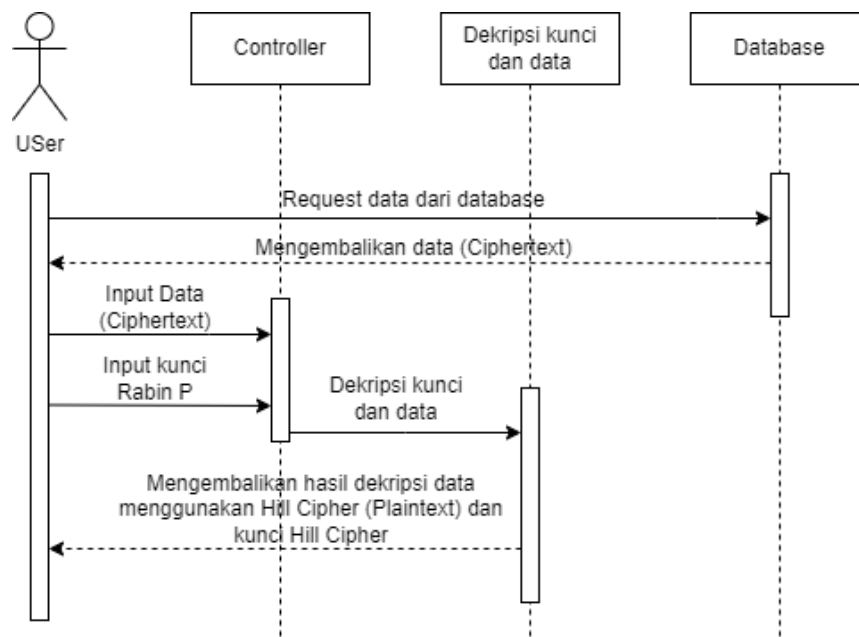 Controller
Dekripsi kunci
dan data
Database
USer
Request data dari database
Mengembalikan data (Ciphertext)
Input Data
(Ciphertext)
Input kunci
Rabin P
Dekripsi kunci
dan data
Mengembalikan hasil dekripsi data
menggunakan Hill Cipher (Plaintext) dan
kunci Hill Cipher